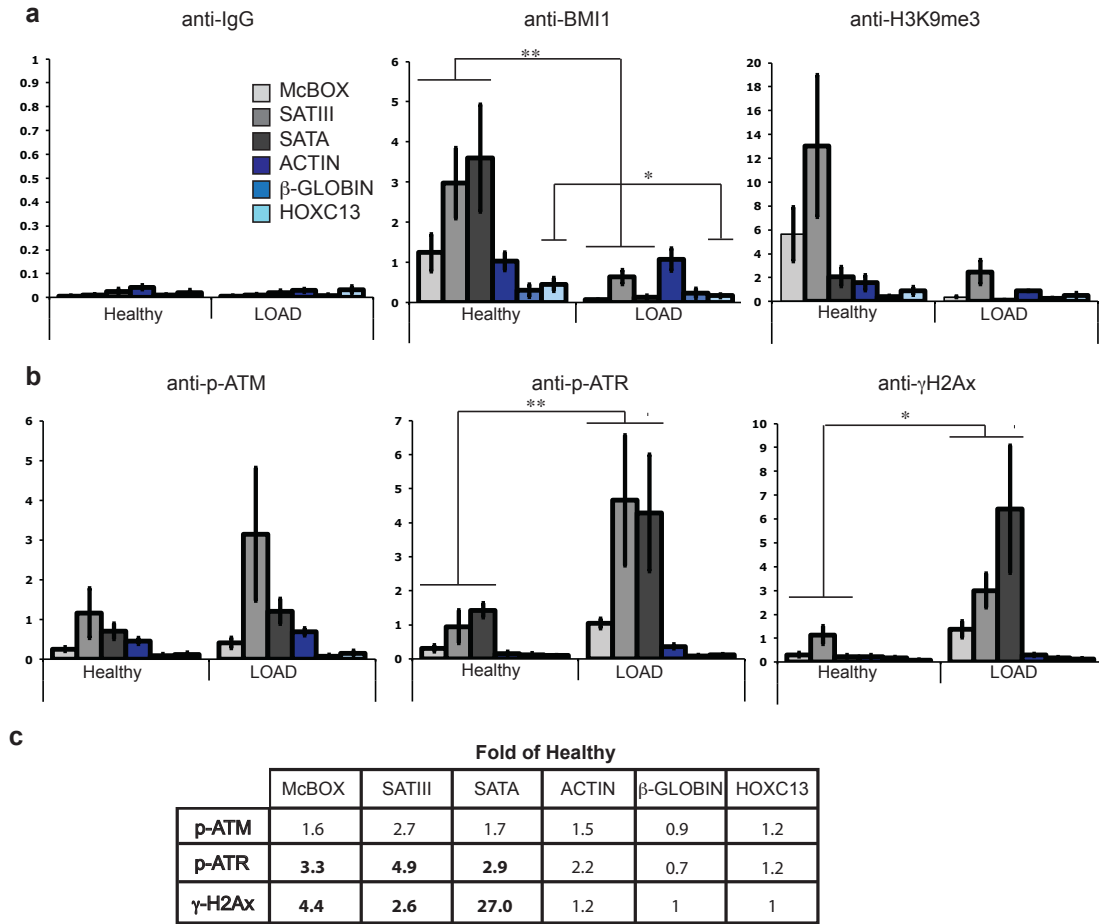 a
anti-IgG
anti-BMI1
anti-H3K9me3
1
0.9
0.8
0.7
0.6
0.5
0.4
0.3
0.2
0.1
0
McBOX
SATIII
SATA
ACTIN
β-GLOBIN
HOXC13
Healthy
LOAD
6
5
4
3
2
1
0
**
*
Healthy
LOAD
20
18
16
14
12
10
8
6
4
2
0
Healthy
LOAD
b
anti-p-ATM
anti-p-ATR
anti-γH2Ax
6
5
4
3
2
1
0
Healthy
LOAD
7
6
5
4
3
2
1
0
**
Healthy
LOAD
10
9
8
7
6
5
4
3
2
1
0
*
Healthy
LOAD
c
Fold of Healthy
McBOX SATIII SATA ACTIN β-GLOBIN HOXC13
p-ATM 1.6 2.7 1.7 1.5 0.9 1.2
p-ATR 3.3 4.9 2.9 2.2 0.7 1.2
γ-H2Ax 4.4 2.6 27.0 1.2 1 1